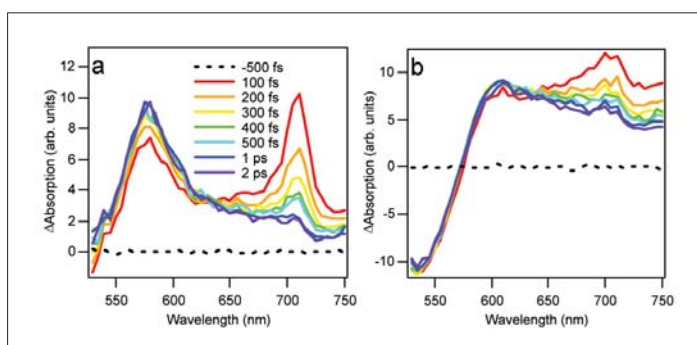 a
-500 fs
100 fs
200 fs
300 fs
400 fs
500 fs
1 ps
2 ps
ΔAbsorption (arb. units)
12
10
8
6
4
2
0
550
600
650
700
750
Wavelength (nm)
b
ΔAbsorption (arb. units)
10
5
0
-5
-10
550
600
650
700
750
Wavelength (nm)